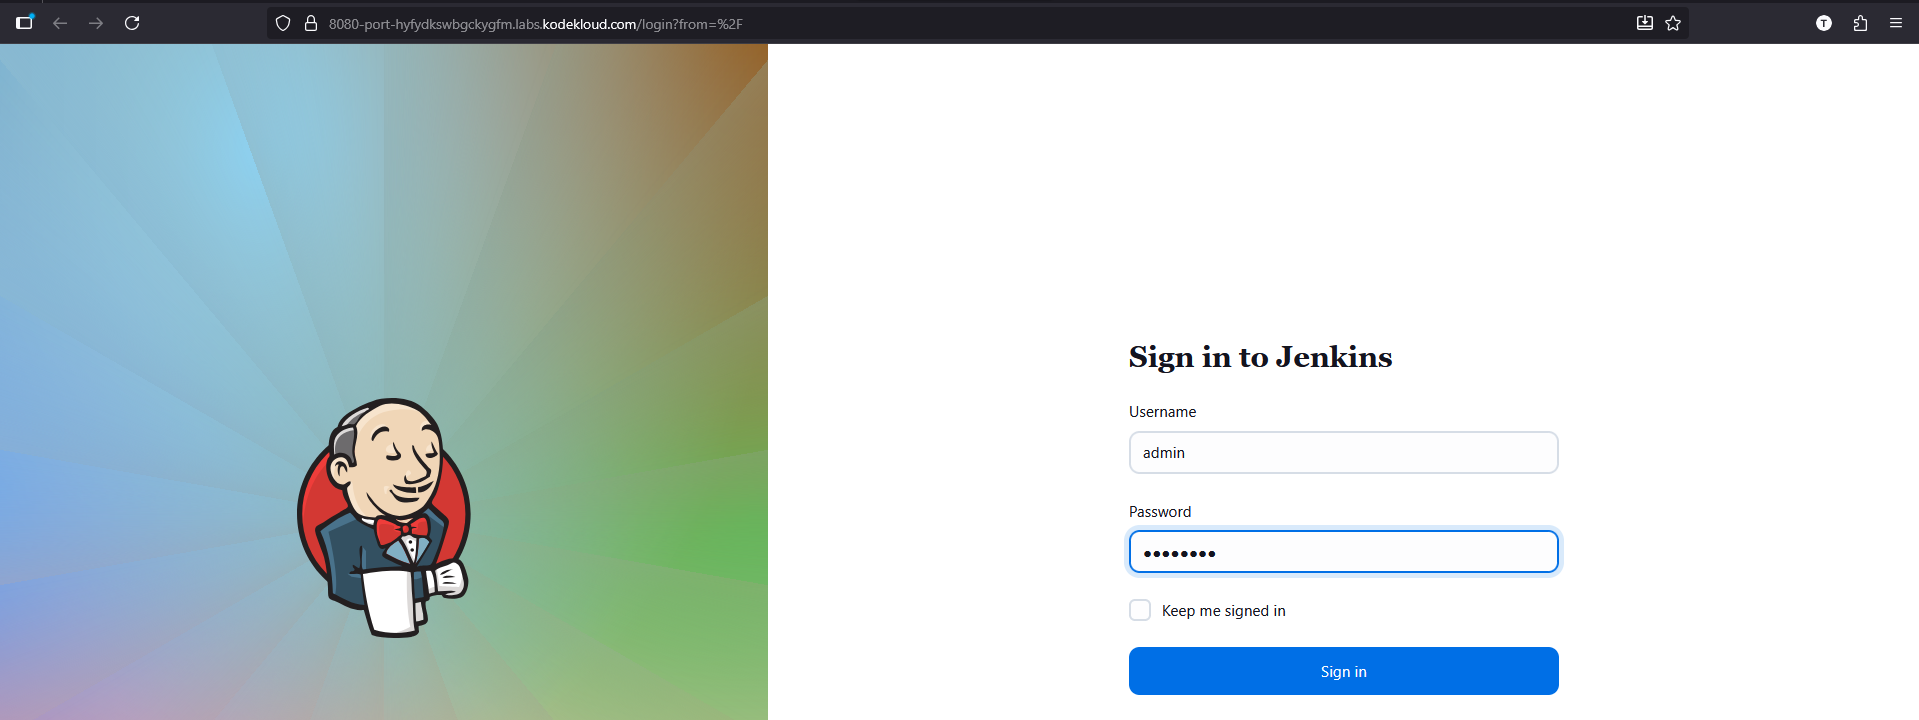 8080-port-hyfydkswbgckygfm.labs.kodekloud.com/login?from=%2F
T
Sign in to Jenkins
Username
admin
Password
••••••••
Keep me signed in
Sign in